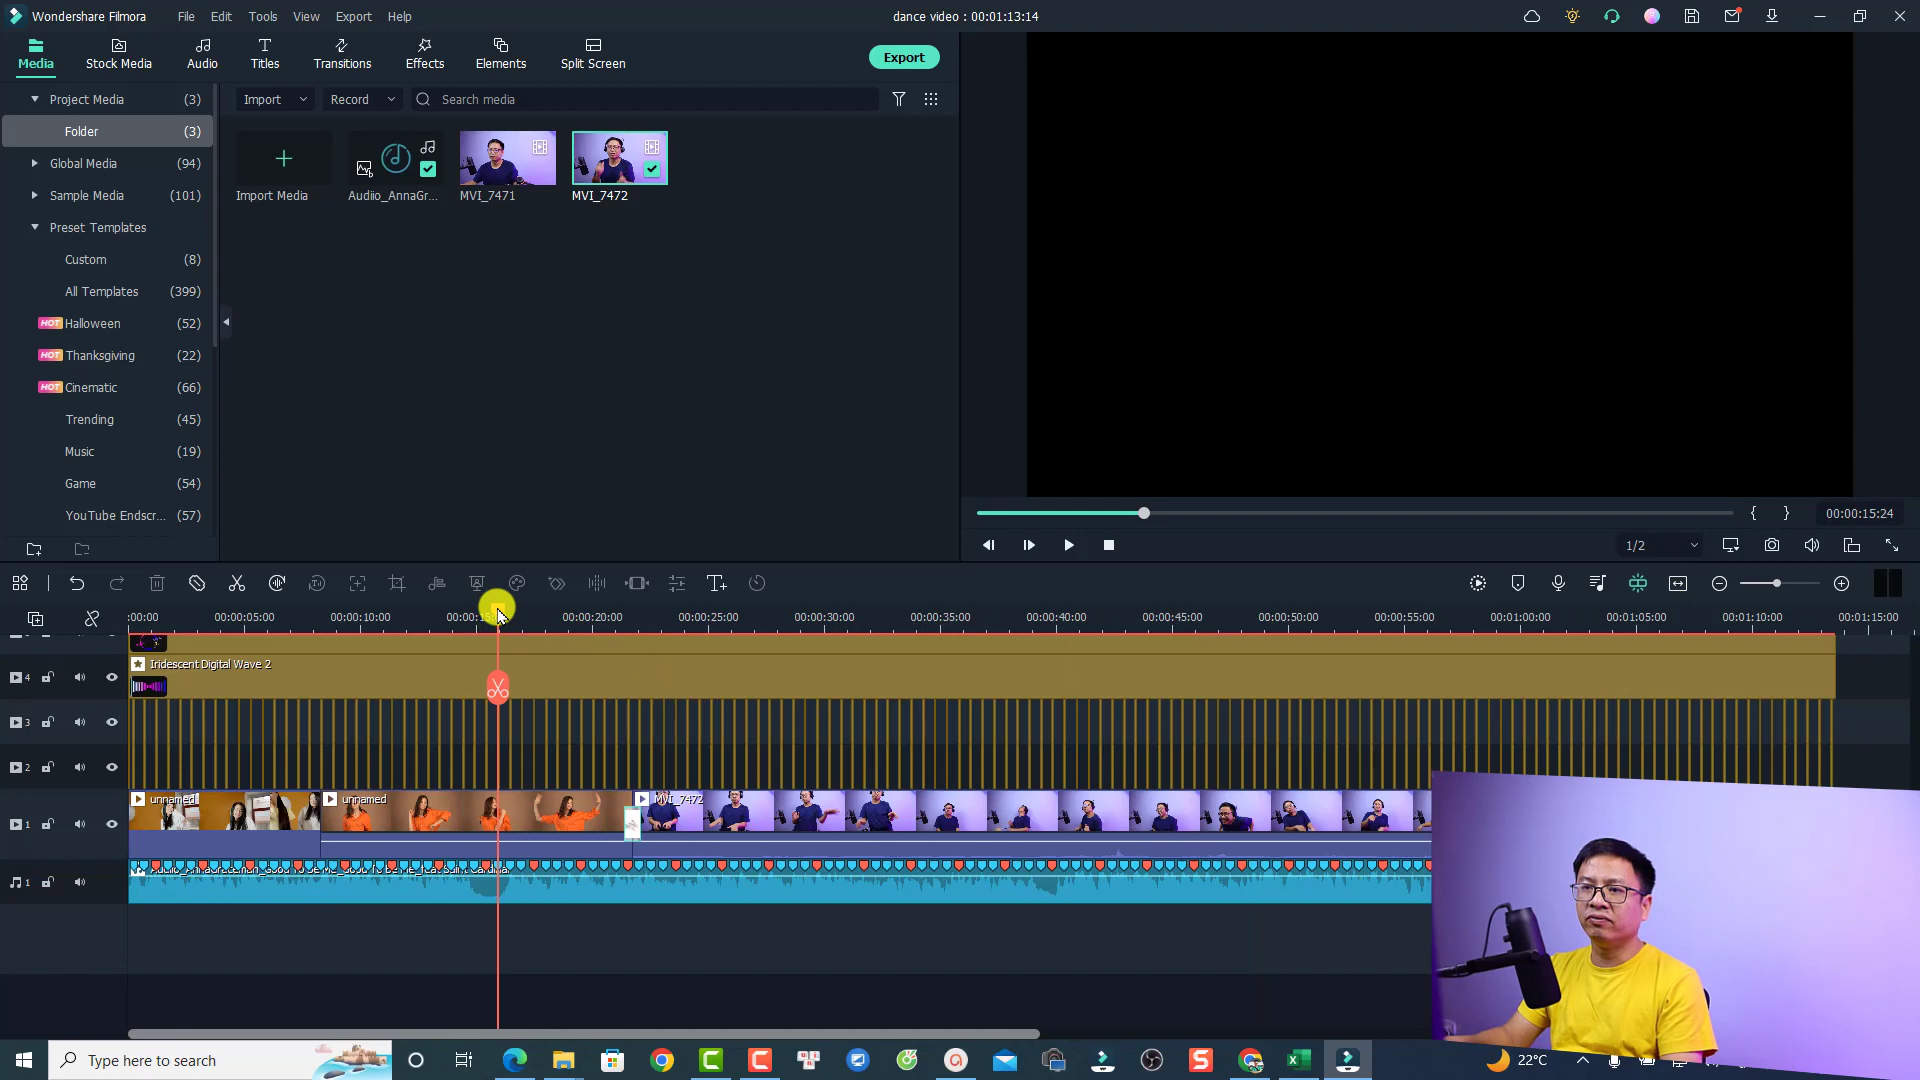 Wondershare Filmora File Edit Tools View Export Help dance video : 00:01:13:14
Media Stock Media Audio Titles Transitions Effects Elements Split Screen Export
Project Media (3)
Folder (3)
Global Media (94)
Sample Media (101)
Preset Templates
Custom (8)
All Templates (399)
HOT Halloween (52)
HOT Thanksgiving (22)
HOT Cinematic (66)
Trending (45)
Music (19)
Game (54)
YouTube Endscr... (57)
Import Record Search media
Import Media Audiio_AnnaGr... MVI_7471 MVI_7472
00:00:15:24
1/2
:00:00 00:00:05:00 00:00:10:00 00:00:20:00 00:00:25:00 00:00:30:00 00:00:35:00 00:00:40:00 00:00:45:00 00:00:50:00 00:00:55:00 00:01:00:00 00:01:05:00 00:01:10:00 00:01:15:00
4 Iridescent Digital Wave 2
3
2
unnamed unnamed MVI_7472
1
1
Type here to search 22°C